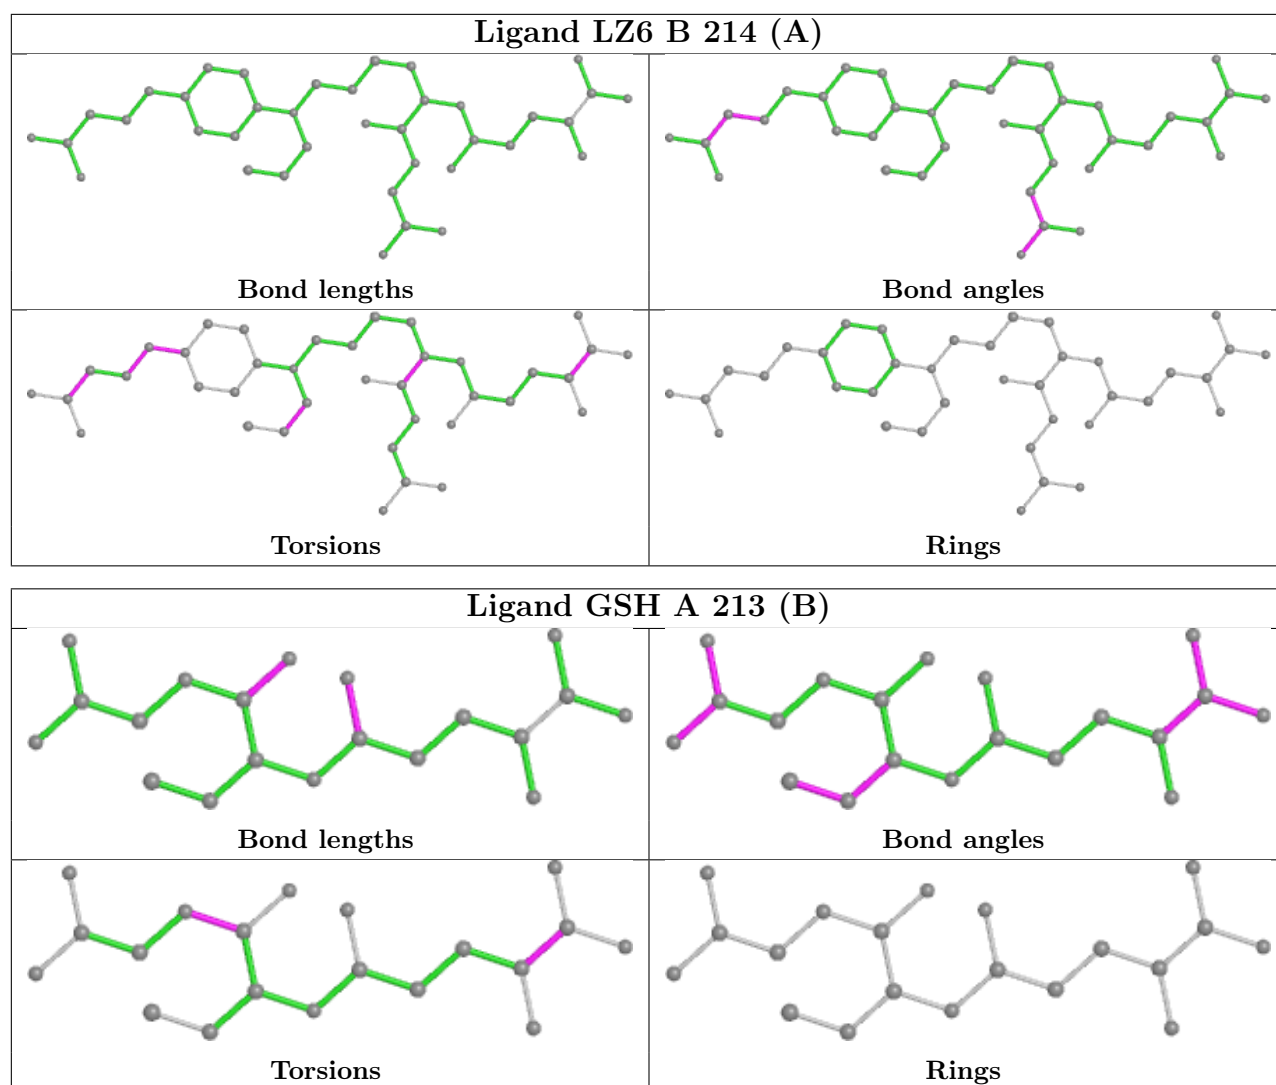 Ligand LZ6 B 214 (A)
Bond lengths
Bond angles
Torsions
Rings
Ligand GSH A 213 (B)
Bond lengths
Bond angles
Torsions
Rings